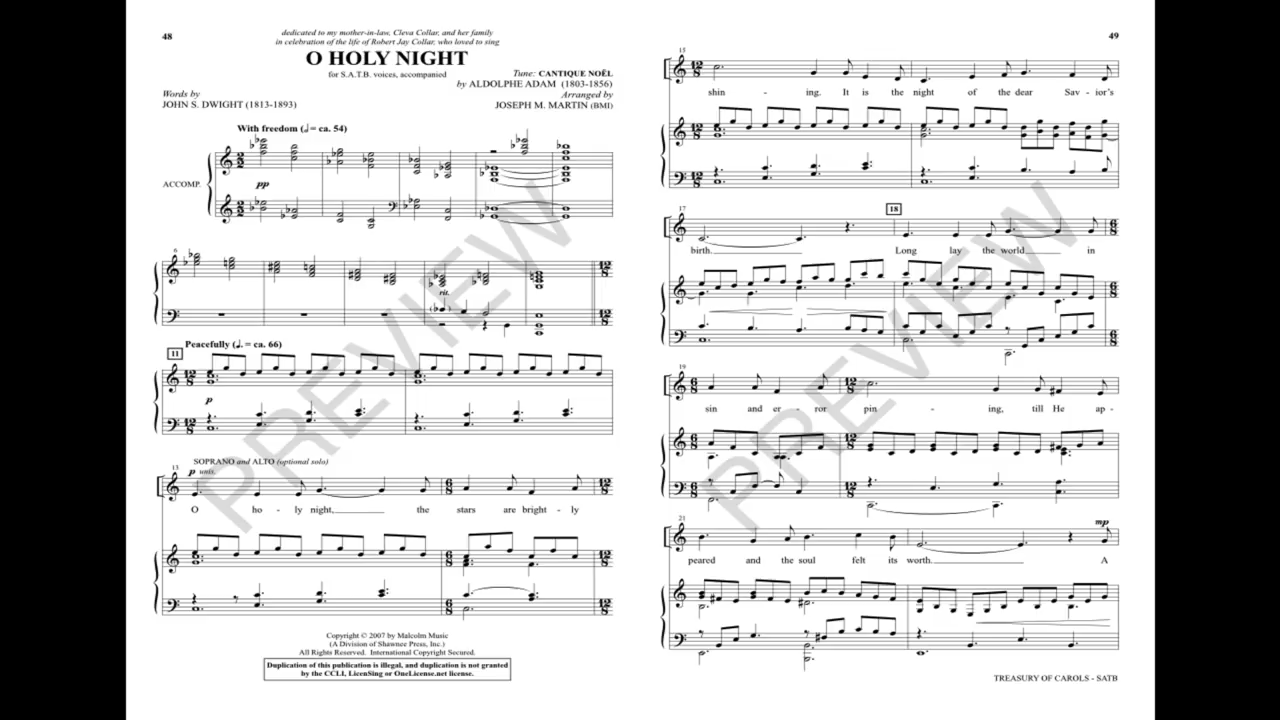 48
dedicated to my mother-in-law, Cleva Collar, and her family
in celebration of the life of Robert Jay Collar, who loved to sing
O HOLY NIGHT
for S.A.T.B. voices, accompanied
Tune: CANTIQUE NOËL
by ALDOLPHE ADAM (1803-1856)
Words by
JOHN S. DWIGHT (1813-1893)
Arranged by
JOSEPH M. MARTIN (BMI)
With freedom (𝅗𝅥 = ca. 54)
ACCOMP.
pp
6
rit.
11
Peacefully (♩. = ca. 66)
p
SOPRANO and ALTO (optional solo)
13
p unis.
O ho - ly night, the stars are bright - ly
Copyright © 2007 by Malcolm Music
(A Division of Shawnee Press, Inc.)
All Rights Reserved. International Copyright Secured.
Duplication of this publication is illegal, and duplication is not granted
by the CCLI, LicenSing or OneLicense.net license.
PREVIEW
49
15
shin - ing. It is the night of the dear Sav - ior's
17
18
birth. Long lay the world in
19
sin and er - ror pin - ing, till He ap-
21
mp
peared and the soul felt its worth. A
TREASURY OF CAROLS - SATB
PREVIEW